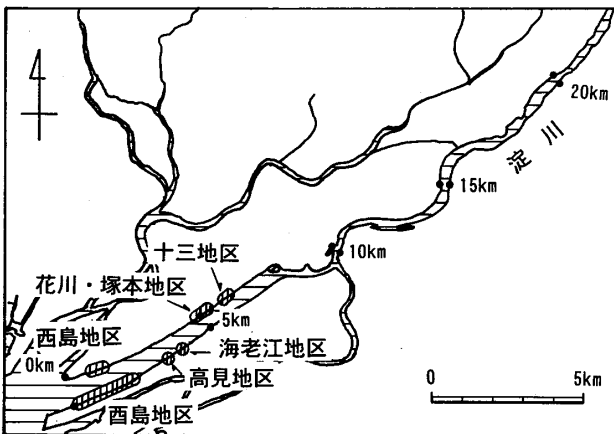 20km
淀川
15km
十三地区
10km
花川・塚本地区
5km
西島地区
0km
海老江地区
高見地区
酉島地区
0 5km